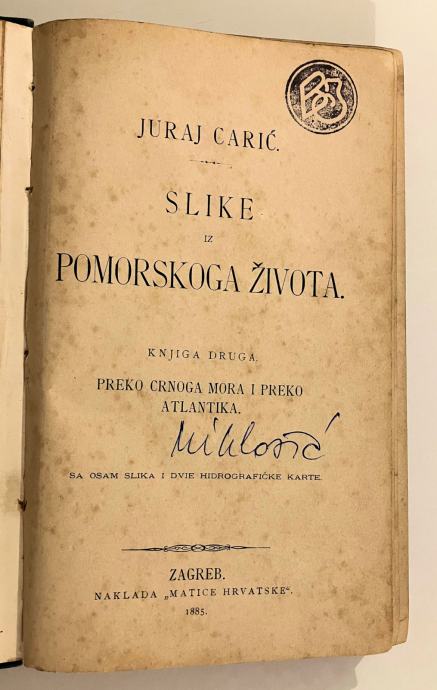 JURAJ CARIĆ.
SLIKE
IZ
POMORSKOGA ŽIVOTA.
KNJIGA DRUGA.
PREKO CRNOGA MORA I PREKO
ATLANTIKA.
Miklosić
SA OSAM SLIKA I DVIE HIDROGRAFIČKE KARTE.
ZAGREB.
NAKLADA „MATICE HRVATSKE“.
1885.